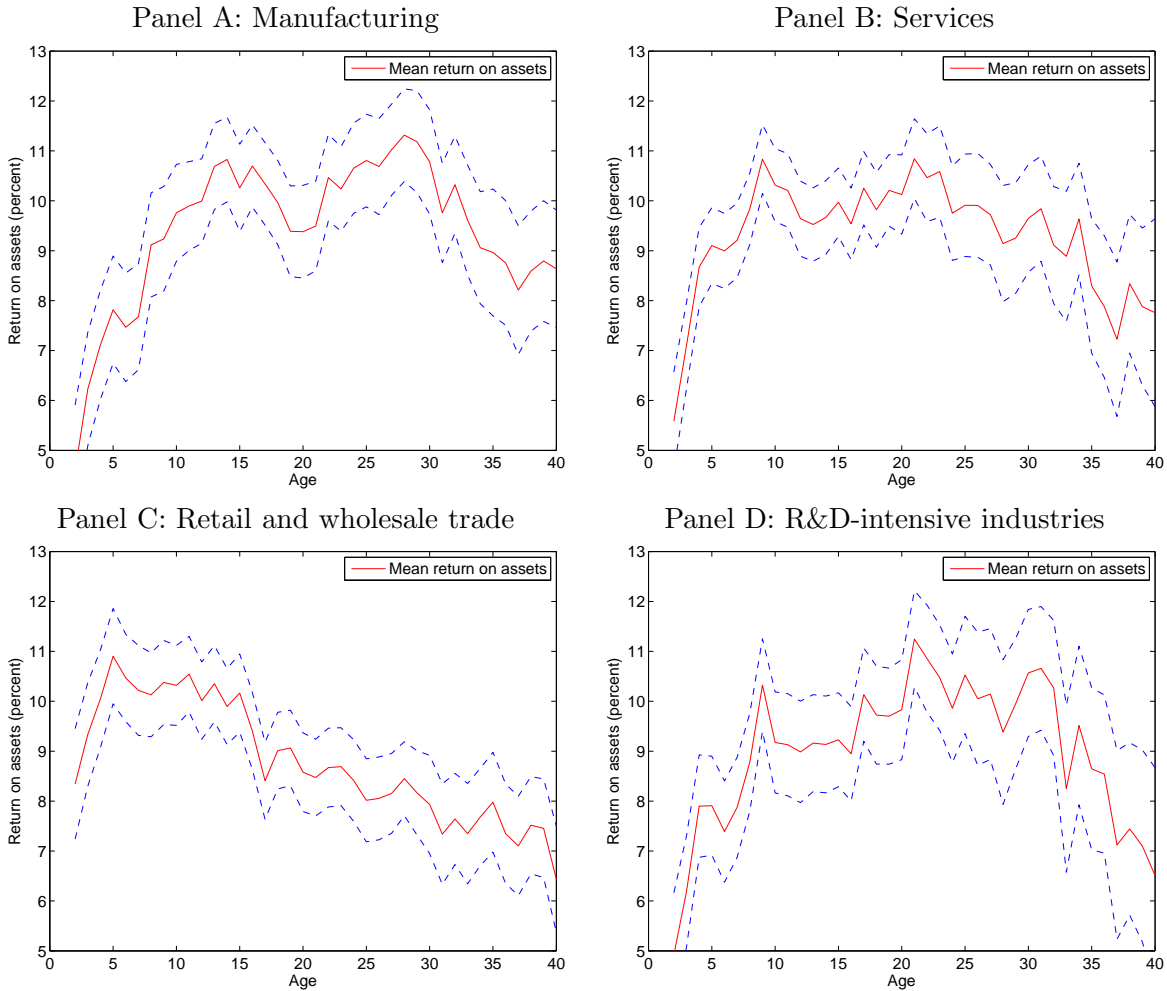 Panel A: Manufacturing
13
12
11
10
9
8
7
6
5
0 5 10 15 20 25 30 35 40
Return on assets (percent)
Age
Mean return on assets
Panel B: Services
13
12
11
10
9
8
7
6
5
0 5 10 15 20 25 30 35 40
Return on assets (percent)
Age
Mean return on assets
Panel C: Retail and wholesale trade
13
12
11
10
9
8
7
6
5
0 5 10 15 20 25 30 35 40
Return on assets (percent)
Age
Mean return on assets
Panel D: R&D-intensive industries
13
12
11
10
9
8
7
6
5
0 5 10 15 20 25 30 35 40
Return on assets (percent)
Age
Mean return on assets